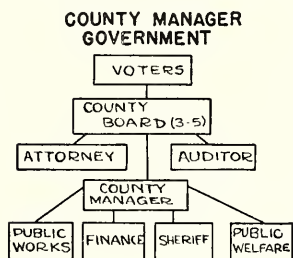 COUNTY MANAGER
GOVERNMENT
VOTERS
COUNTY
BOARD (3-5)
ATTORNEY
AUDITOR
COUNTY
MANAGER
PUBLIC
WORKS
FINANCE
SHERIFF
PUBLIC
WELFARE